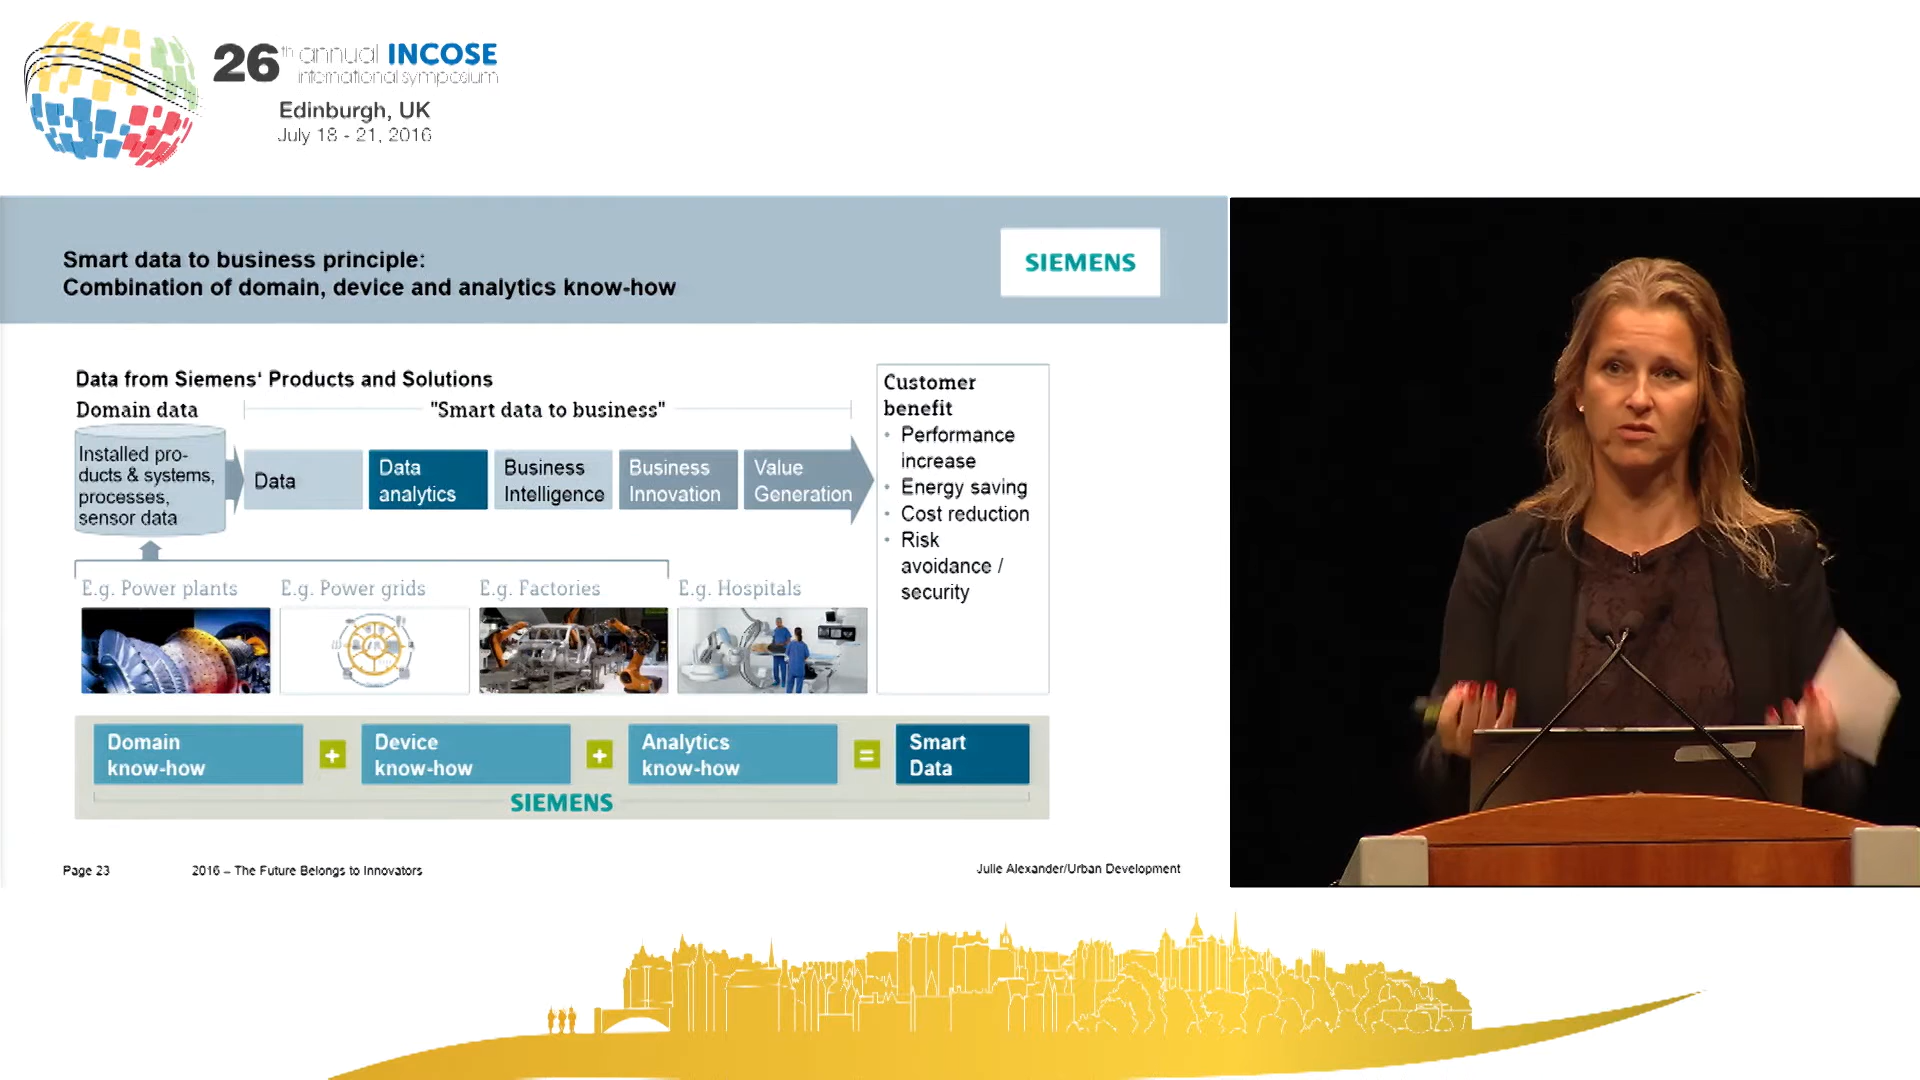 26th annual INCOSE
international symposium
Edinburgh, UK
July 18 - 21, 2016
Smart data to business principle:
Combination of domain, device and analytics know-how
SIEMENS
Data from Siemens‘ Products and Solutions
Domain data
"Smart data to business"
Installed pro-
ducts & systems,
processes,
sensor data
Data
Data
analytics
Business
Intelligence
Business
Innovation
Value
Generation
Customer
benefit
• Performance
increase
• Energy saving
• Cost reduction
• Risk
avoidance /
security
E.g. Power plants
E.g. Power grids
E.g. Factories
E.g. Hospitals
Domain
know-how
+
Device
know-how
+
Analytics
know-how
=
Smart
Data
SIEMENS
Page 23
2016 – The Future Belongs to Innovators
Julie Alexander/Urban Development